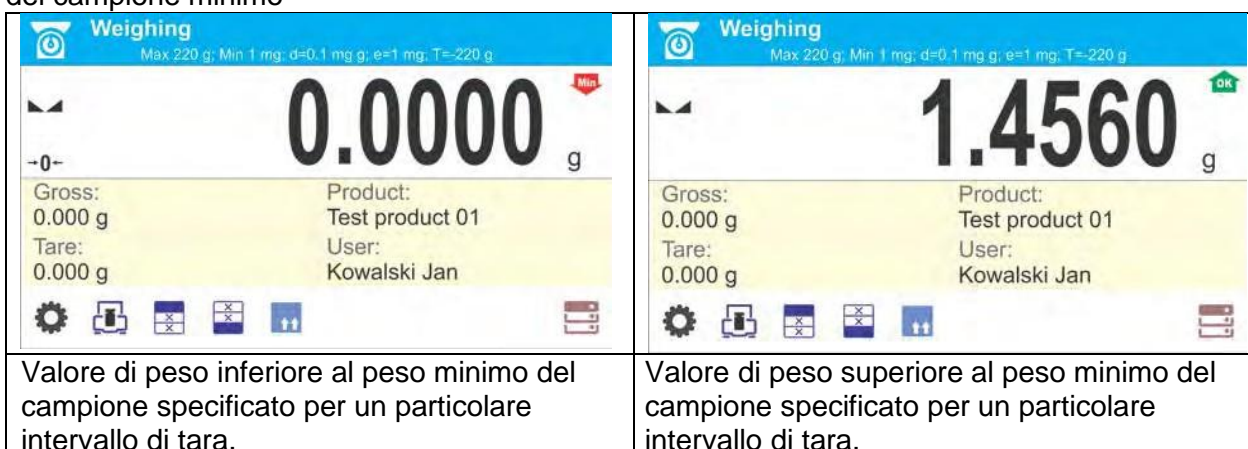 del campione minimo
Weighing
Max 220 g; Min 1 mg; d=0.1 mg g; e=1 mg; T=-220 g
Min
0.0000 g
→0←
Gross:
0.000 g
Product:
Test product 01
Tare:
0.000 g
User:
Kowalski Jan
Valore di peso inferiore al peso minimo del
campione specificato per un particolare
intervallo di tara.
Weighing
Max 220 g; Min 1 mg; d=0.1 mg g; e=1 mg; T=-220 g
OK
1.4560 g
Gross:
0.000 g
Product:
Test product 01
Tare:
0.000 g
User:
Kowalski Jan
Valore di peso superiore al peso minimo del
campione specificato per un particolare
intervallo di tara.